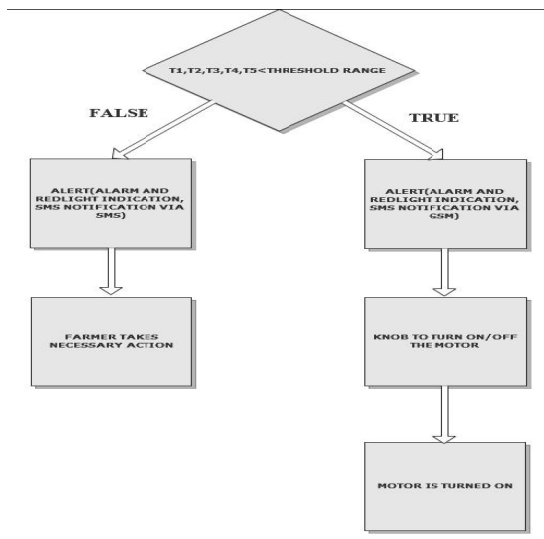 T1,T2,T3,T4,T5<THRESHOLD RANGE
FALSE
TRUE
ALERT(ALARM AND
REDLIGHT INDICATION,
SMS NOTIFICATION VIA
SMS)
ALERT(ALARM AND
REDLIGHT INDICATION,
SMS NOTIFICATION VIA
GSM)
FARMER TAKES
NECESSARY ACTION
KNOB TO TURN ON/OFF
THE MOTOR
MOTOR IS TURNED ON